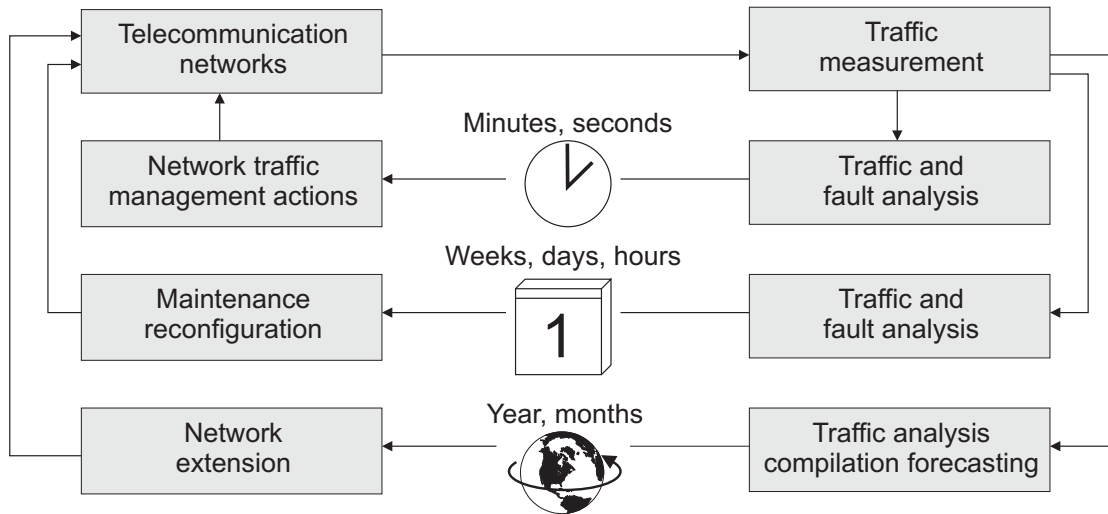 Telecommunication
networks
Traffic
measurement
Minutes, seconds
Network traffic
management actions
Traffic and
fault analysis
Weeks, days, hours
Maintenance
reconfiguration
1
Traffic and
fault analysis
Year, months
Network
extension
Traffic analysis
compilation forecasting